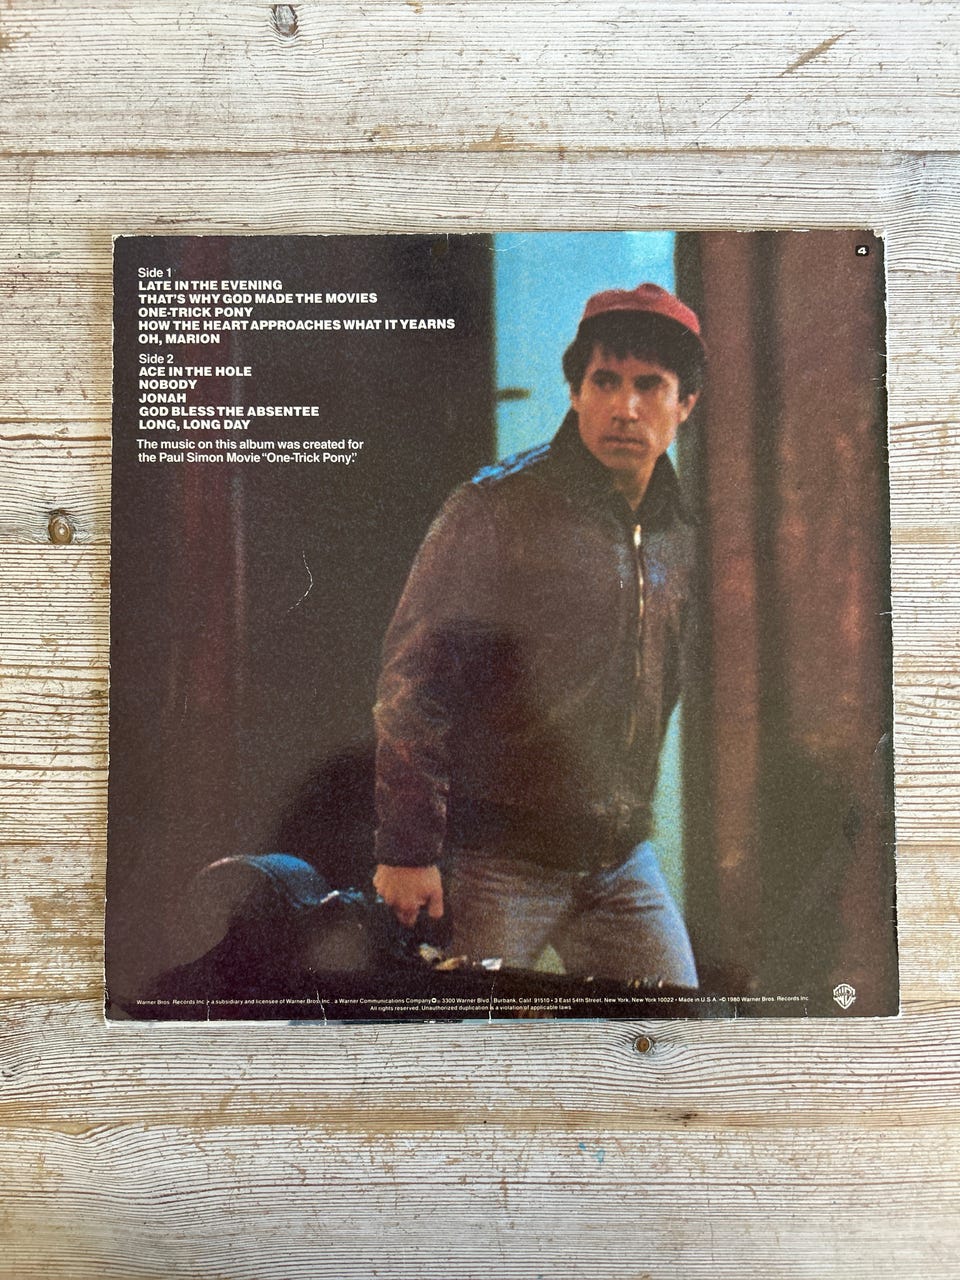 4
Side 1
LATE IN THE EVENING
THAT'S WHY GOD MADE THE MOVIES
ONE-TRICK PONY
HOW THE HEART APPROACHES WHAT IT YEARNS
OH, MARION
Side 2
ACE IN THE HOLE
NOBODY
JONAH
GOD BLESS THE ABSENTEE
LONG, LONG DAY
The music on this album was created for
the Paul Simon Movie "One-Trick Pony."
Warner Bros. Records Inc., a subsidiary and licensee of Warner Bros. Inc., a Warner Communications Company 3300 Warner Blvd., Burbank, Calif. 91510 • 3 East 54th Street, New York, New York 10022 • Made in U.S.A. © 1980 Warner Bros. Records Inc.
All rights reserved. Unauthorized duplication is a violation of applicable laws.